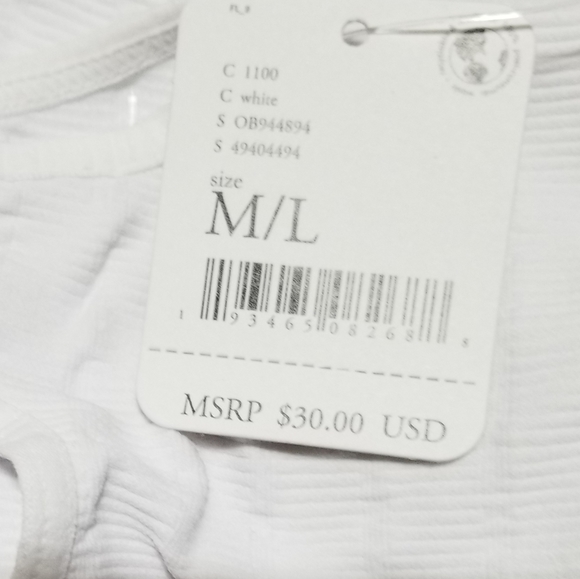 C 1100
C white
S OB944894
S 49404494
size
M/L
1 93465 08268 8
MSRP $30.00 USD